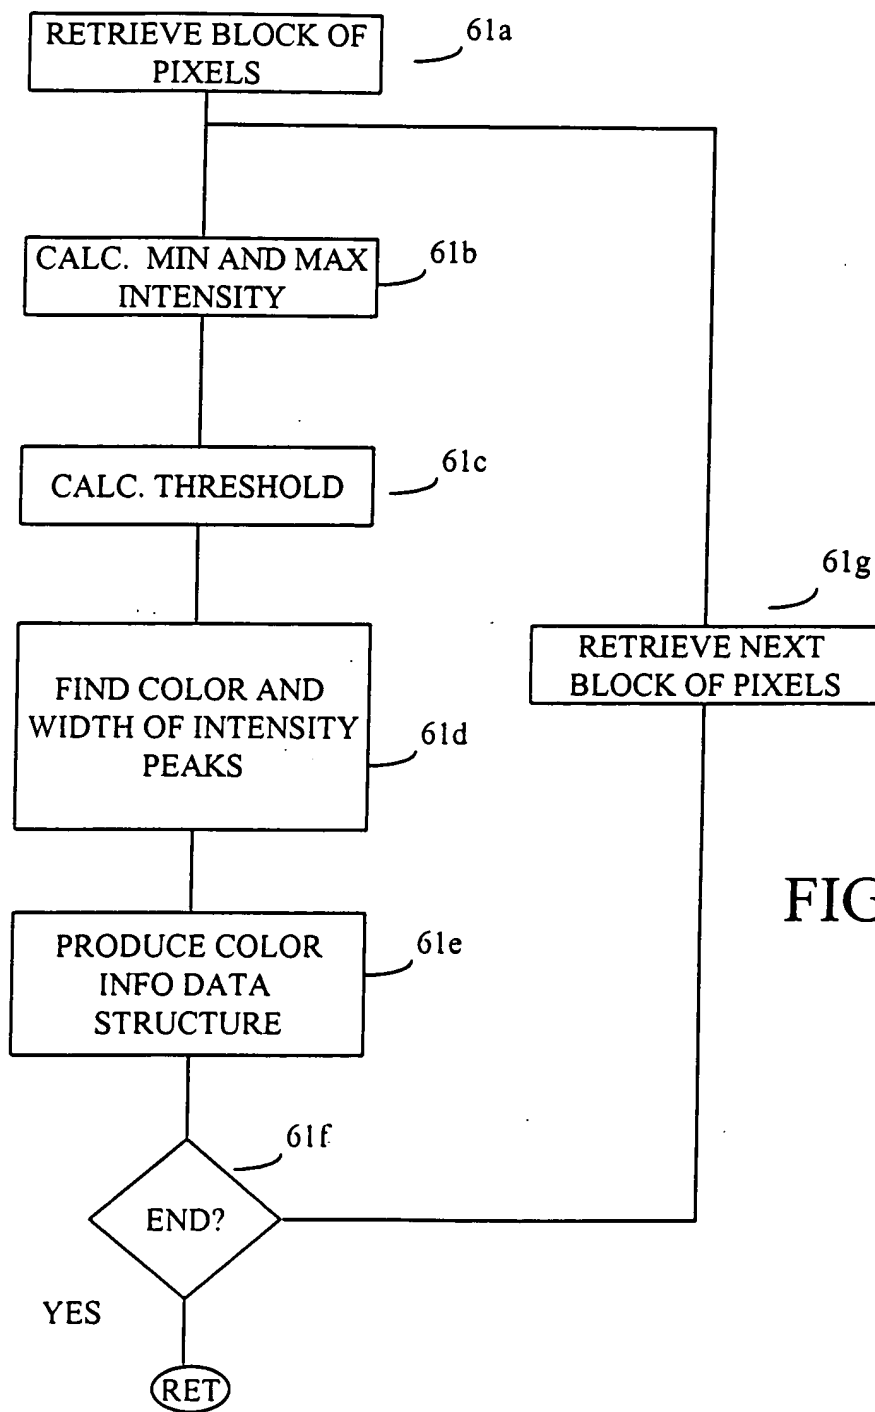 RETRIEVE BLOCK OF
PIXELS
61a
CALC. MIN AND MAX
INTENSITY
61b
CALC. THRESHOLD
61c
FIND COLOR AND
WIDTH OF INTENSITY
PEAKS
61d
61g
RETRIEVE NEXT
BLOCK OF PIXELS
PRODUCE COLOR
INFO DATA
STRUCTURE
61e
FIG
61f
END?
YES
RET